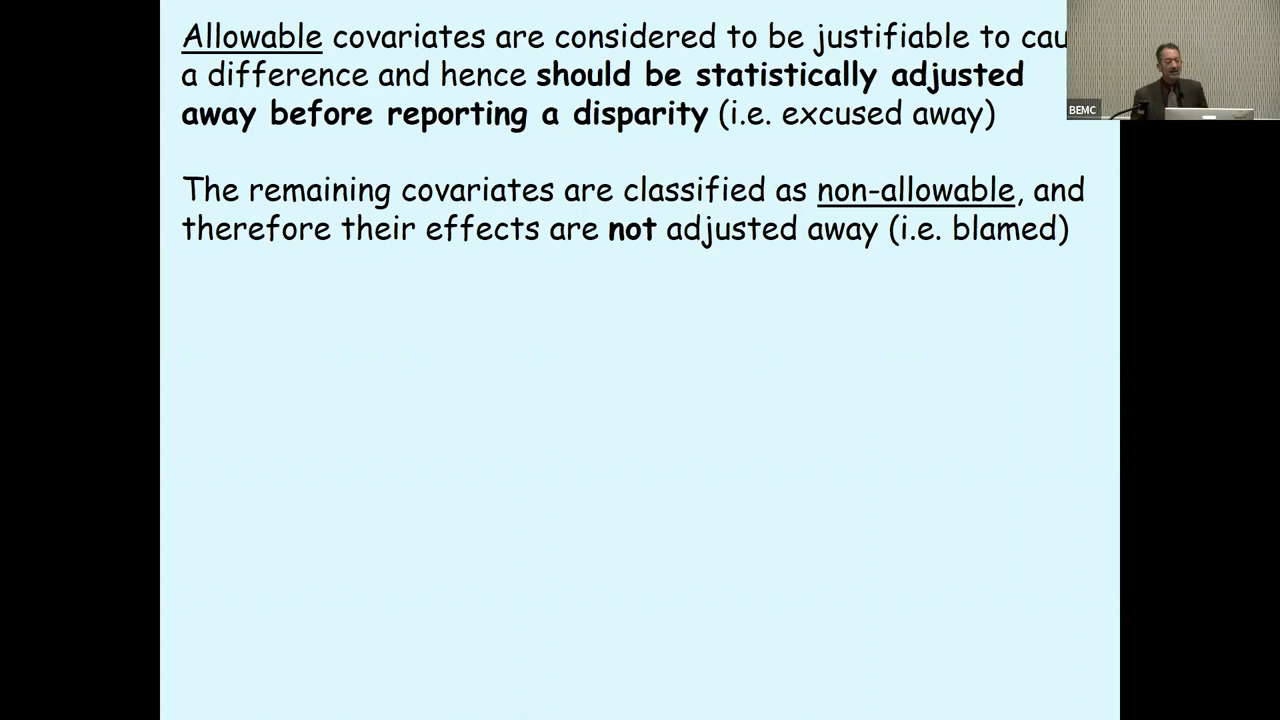 Allowable covariates are considered to be justifiable to cau
a difference and hence should be statistically adjusted
away before reporting a disparity (i.e. excused away)
The remaining covariates are classified as non-allowable, and
therefore their effects are not adjusted away (i.e. blamed)
BEMC